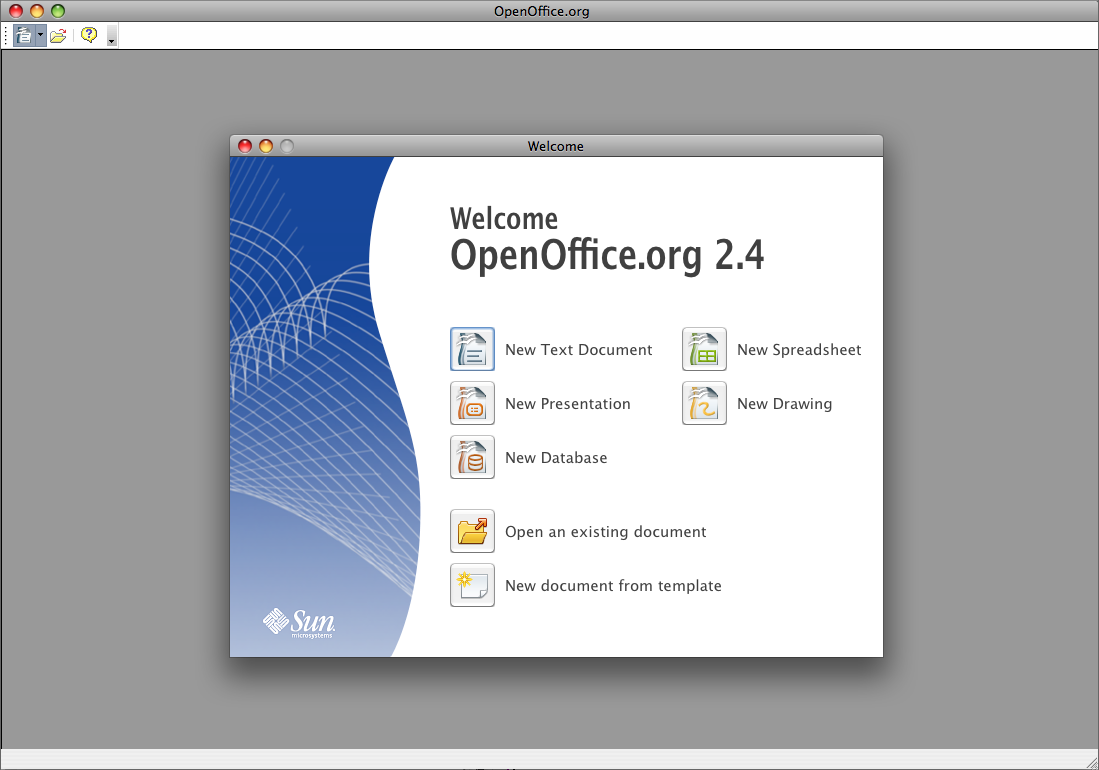 OpenOffice.org
Welcome
Welcome
OpenOffice.org 2.4
New Text Document
New Spreadsheet
New Presentation
New Drawing
New Database
Open an existing document
New document from template
Sun
microsystems